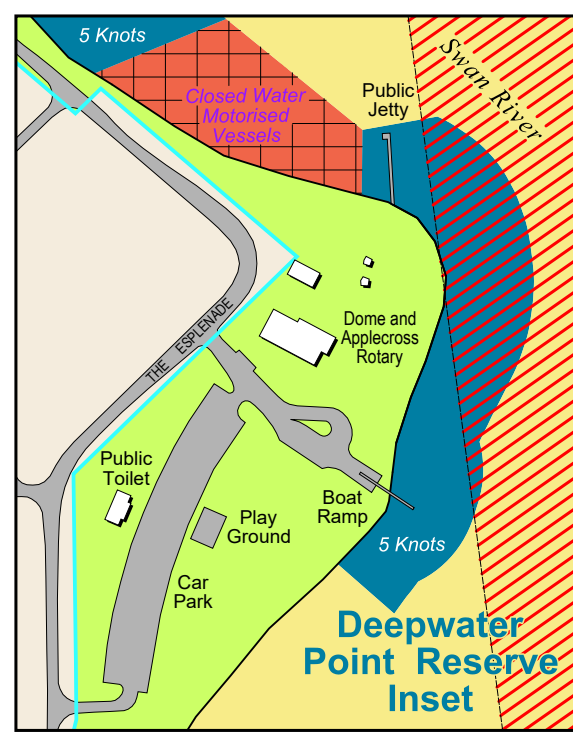 5 Knots
Swan River
Public
Jetty
Closed Water
Motorised
Vessels
THE ESPLENADE
Dome and
Applecross
Rotary
Public
Toilet
Boat
Ramp
Play
Ground
5 Knots
Car
Park
Deepwater
Point Reserve
Inset